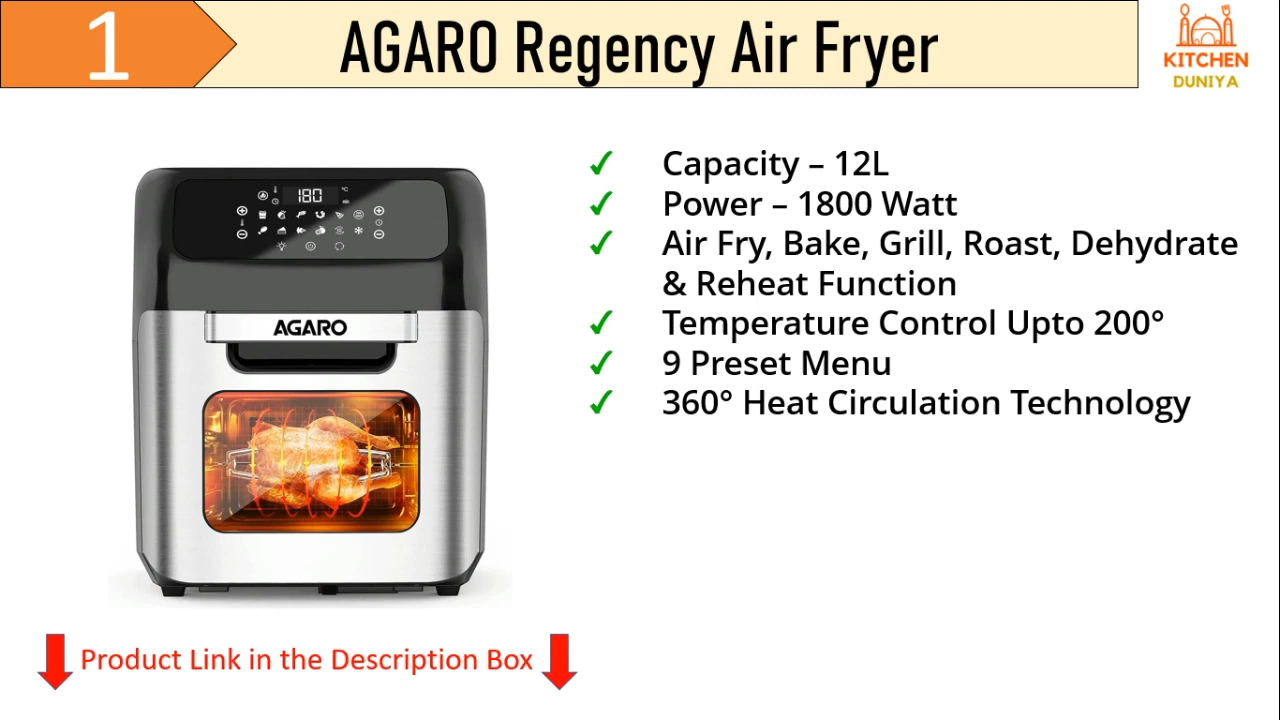 1
AGARO Regency Air Fryer
KITCHEN
DUNIYA
✓ Capacity – 12L
✓ Power – 1800 Watt
✓ Air Fry, Bake, Grill, Roast, Dehydrate
& Reheat Function
✓ Temperature Control Upto 200°
✓ 9 Preset Menu
✓ 360° Heat Circulation Technology
180
AGARO
Product Link in the Description Box